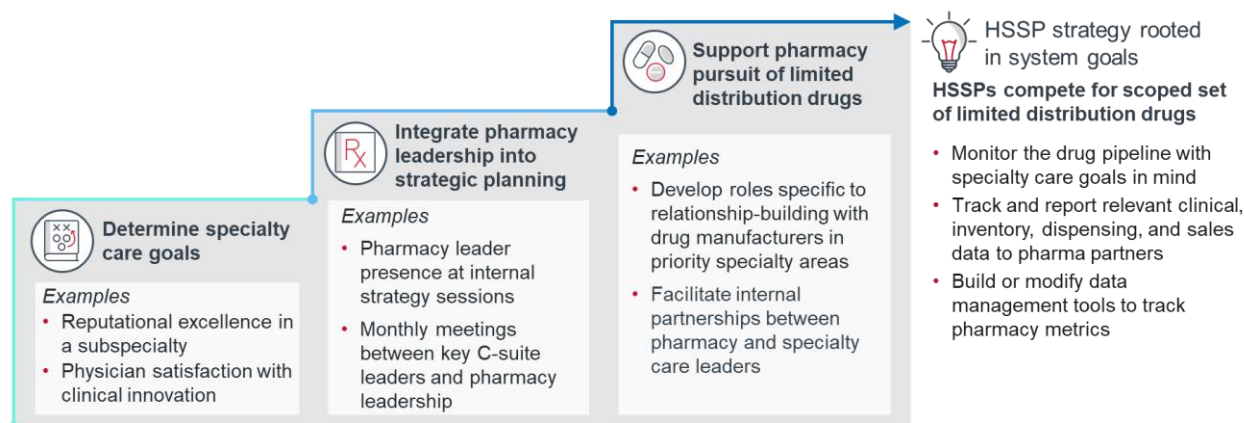 Determine specialty
care goals
Examples
• Reputational excellence in
a subspecialty
• Physician satisfaction with
clinical innovation
Rx
Integrate pharmacy
leadership into
strategic planning
Examples
• Pharmacy leader
presence at internal
strategy sessions
• Monthly meetings
between key C-suite
leaders and pharmacy
leadership
Support pharmacy
pursuit of limited
distribution drugs
Examples
• Develop roles specific to
relationship-building with
drug manufacturers in
priority specialty areas
• Facilitate internal
partnerships between
pharmacy and specialty
care leaders
HSSP strategy rooted
in system goals
HSSPs compete for scoped set
of limited distribution drugs
• Monitor the drug pipeline with
specialty care goals in mind
• Track and report relevant clinical,
inventory, dispensing, and sales
data to pharma partners
• Build or modify data
management tools to track
pharmacy metrics